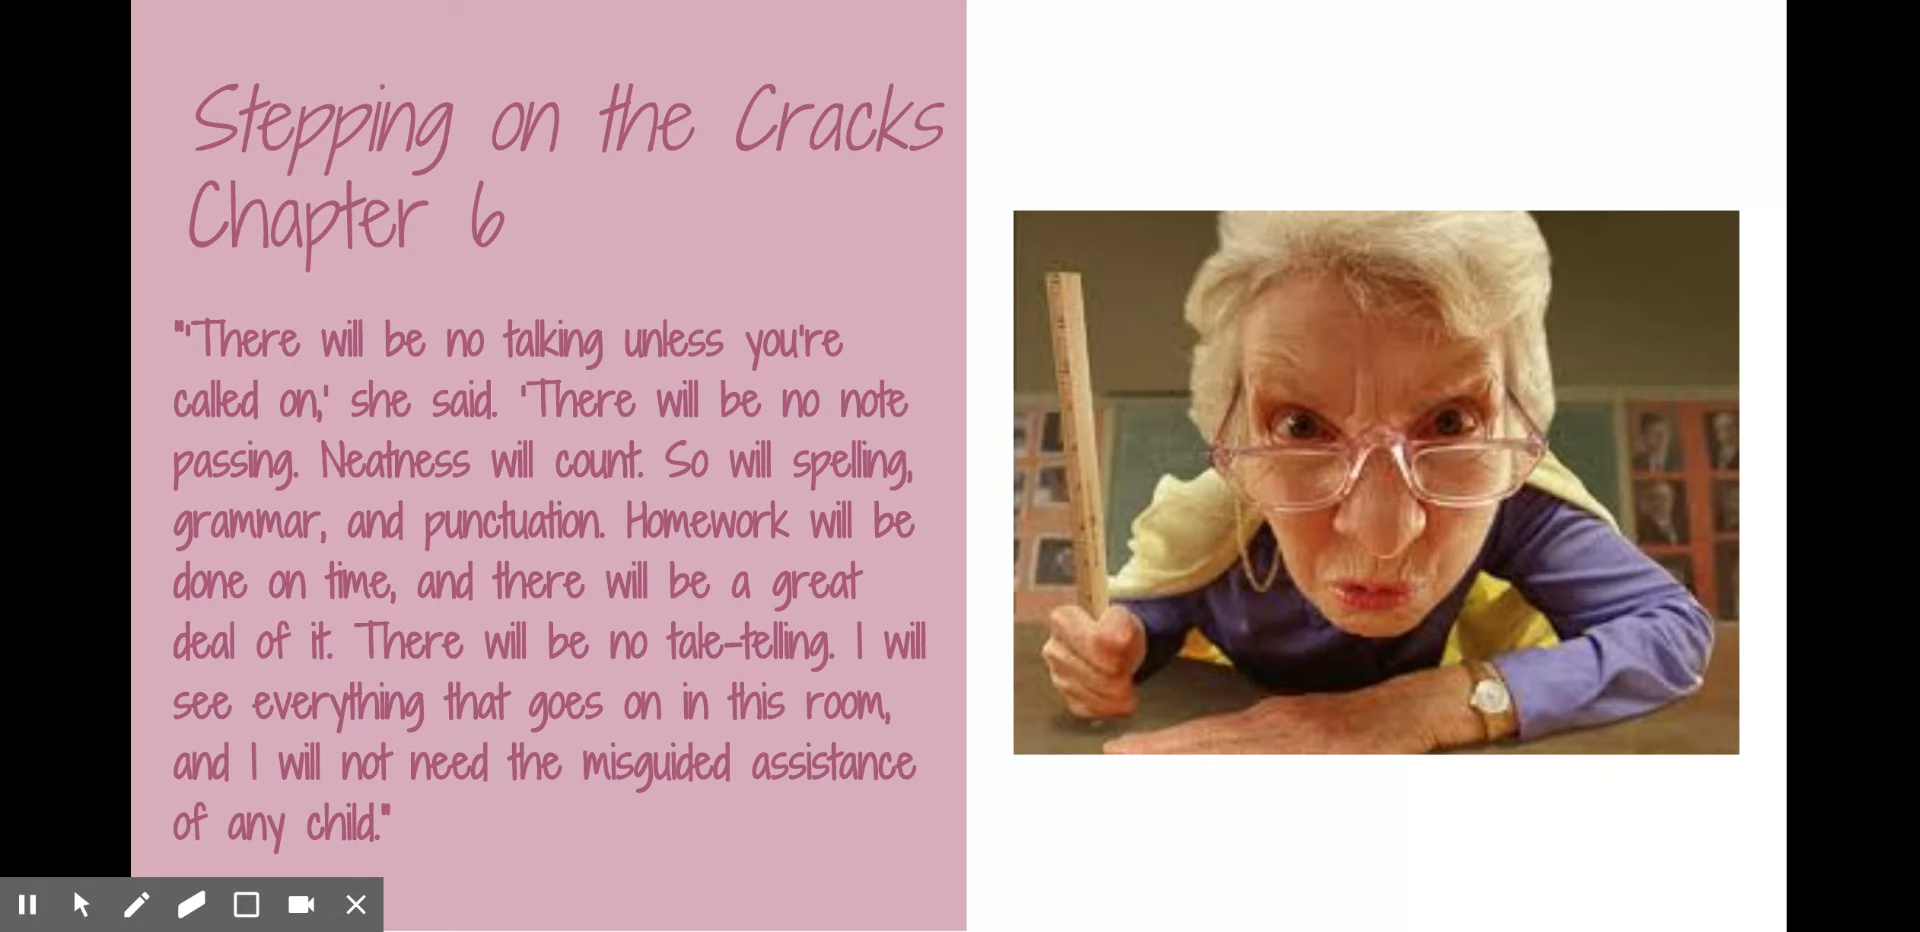 Stepping on the Cracks
Chapter 6
"'There will be no talking unless you're
called on,' she said. 'There will be no note
passing. Neatness will count. So will spelling,
grammar, and punctuation. Homework will be
done on time, and there will be a great
deal of it. There will be no tale-telling. I will
see everything that goes on in this room,
and I will not need the misguided assistance
of any child."